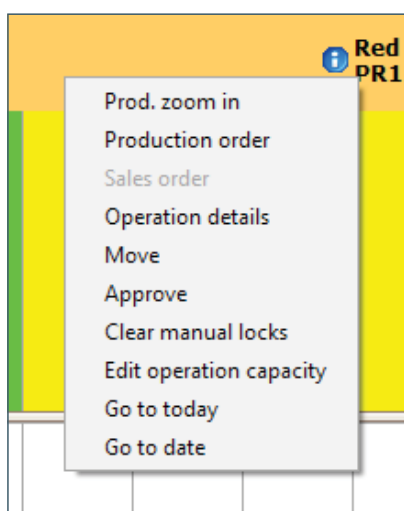 Red
PR1
Prod. zoom in
Production order
Sales order
Operation details
Move
Approve
Clear manual locks
Edit operation capacity
Go to today
Go to date